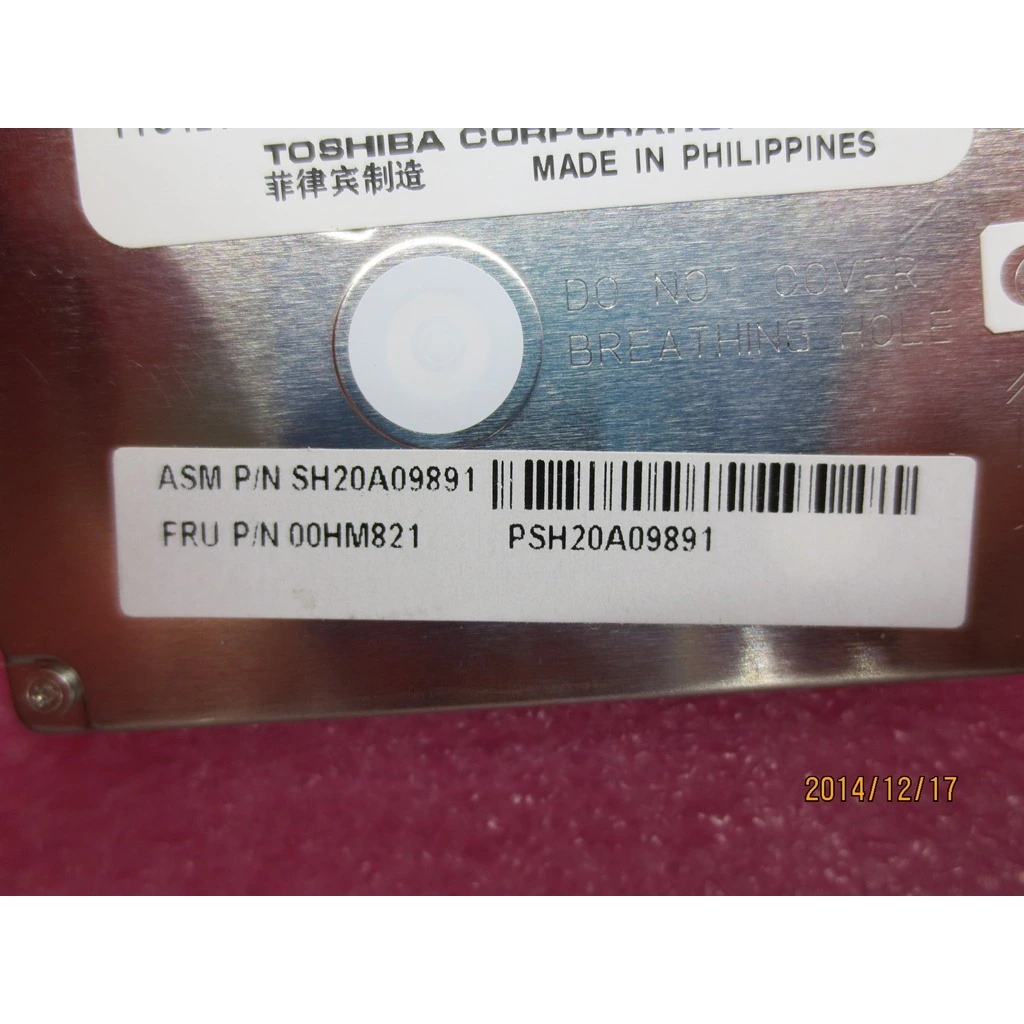 TOSHIBA CORPORATION
菲律宾制造 MADE IN PHILIPPINES
DO NOT COVER
BREATHING HOLE
ASM P/N SH20A09891
FRU P/N 00HM821 PSH20A09891
2014/12/17